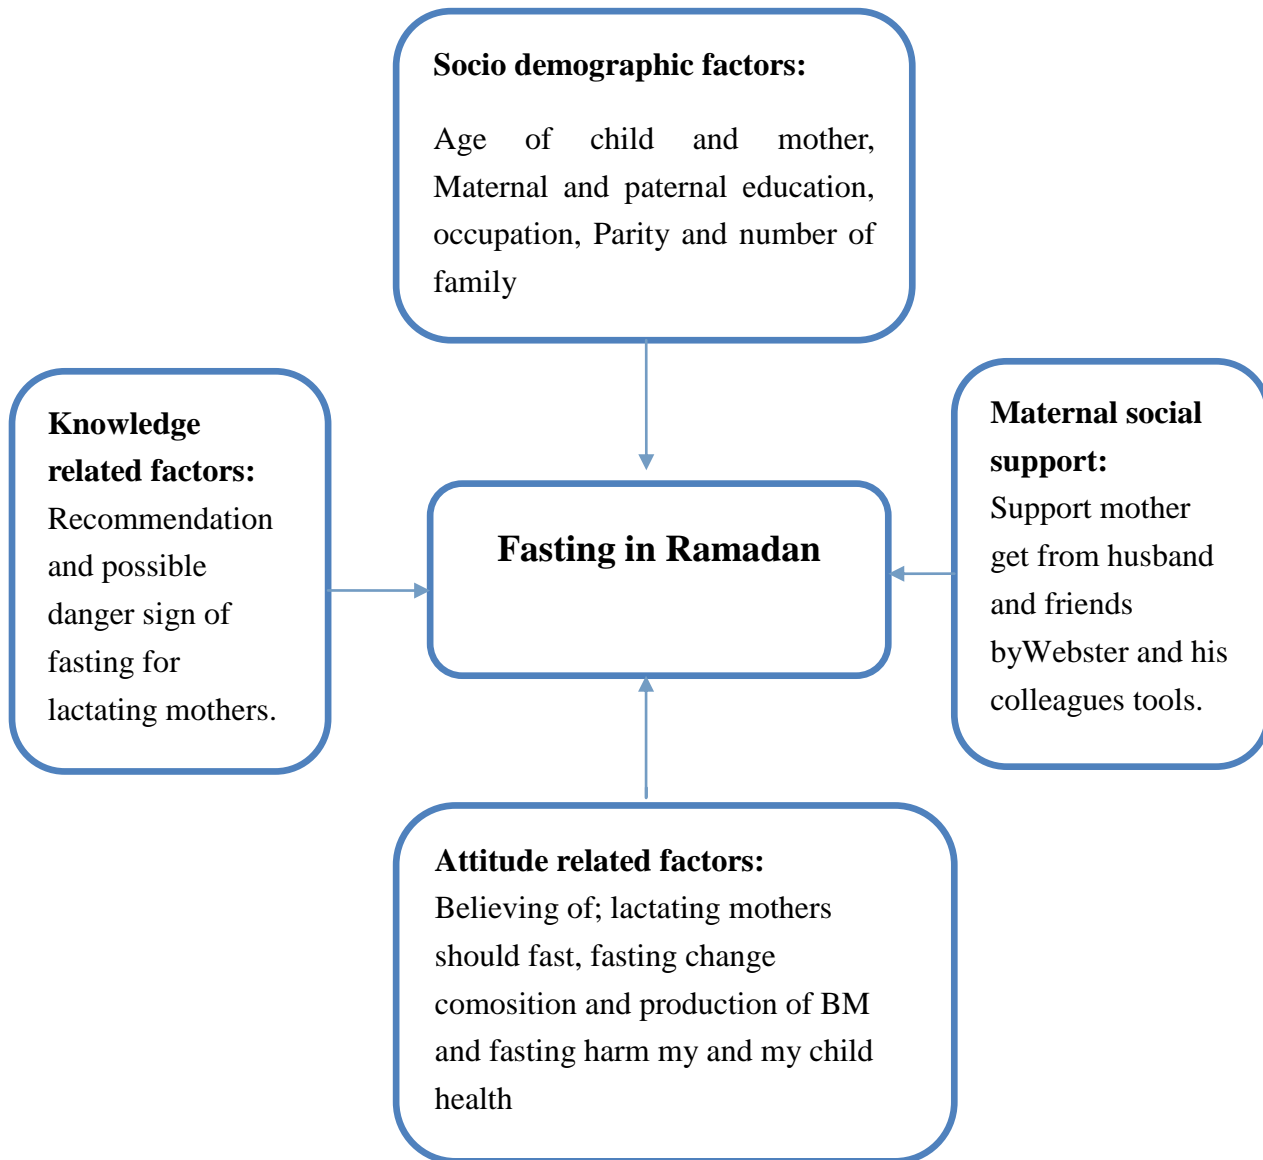 Socio demographic factors:
Age of child and mother,
Maternal and paternal education,
occupation, Parity and number of
family
Knowledge
related factors:
Recommendation
and possible
danger sign of
fasting for
lactating mothers.
Fasting in Ramadan
Maternal social
support:
Support mother
get from husband
and friends
byWebster and his
colleagues tools.
Attitude related factors:
Believing of; lactating mothers
should fast, fasting change
comosition and production of BM
and fasting harm my and my child
health